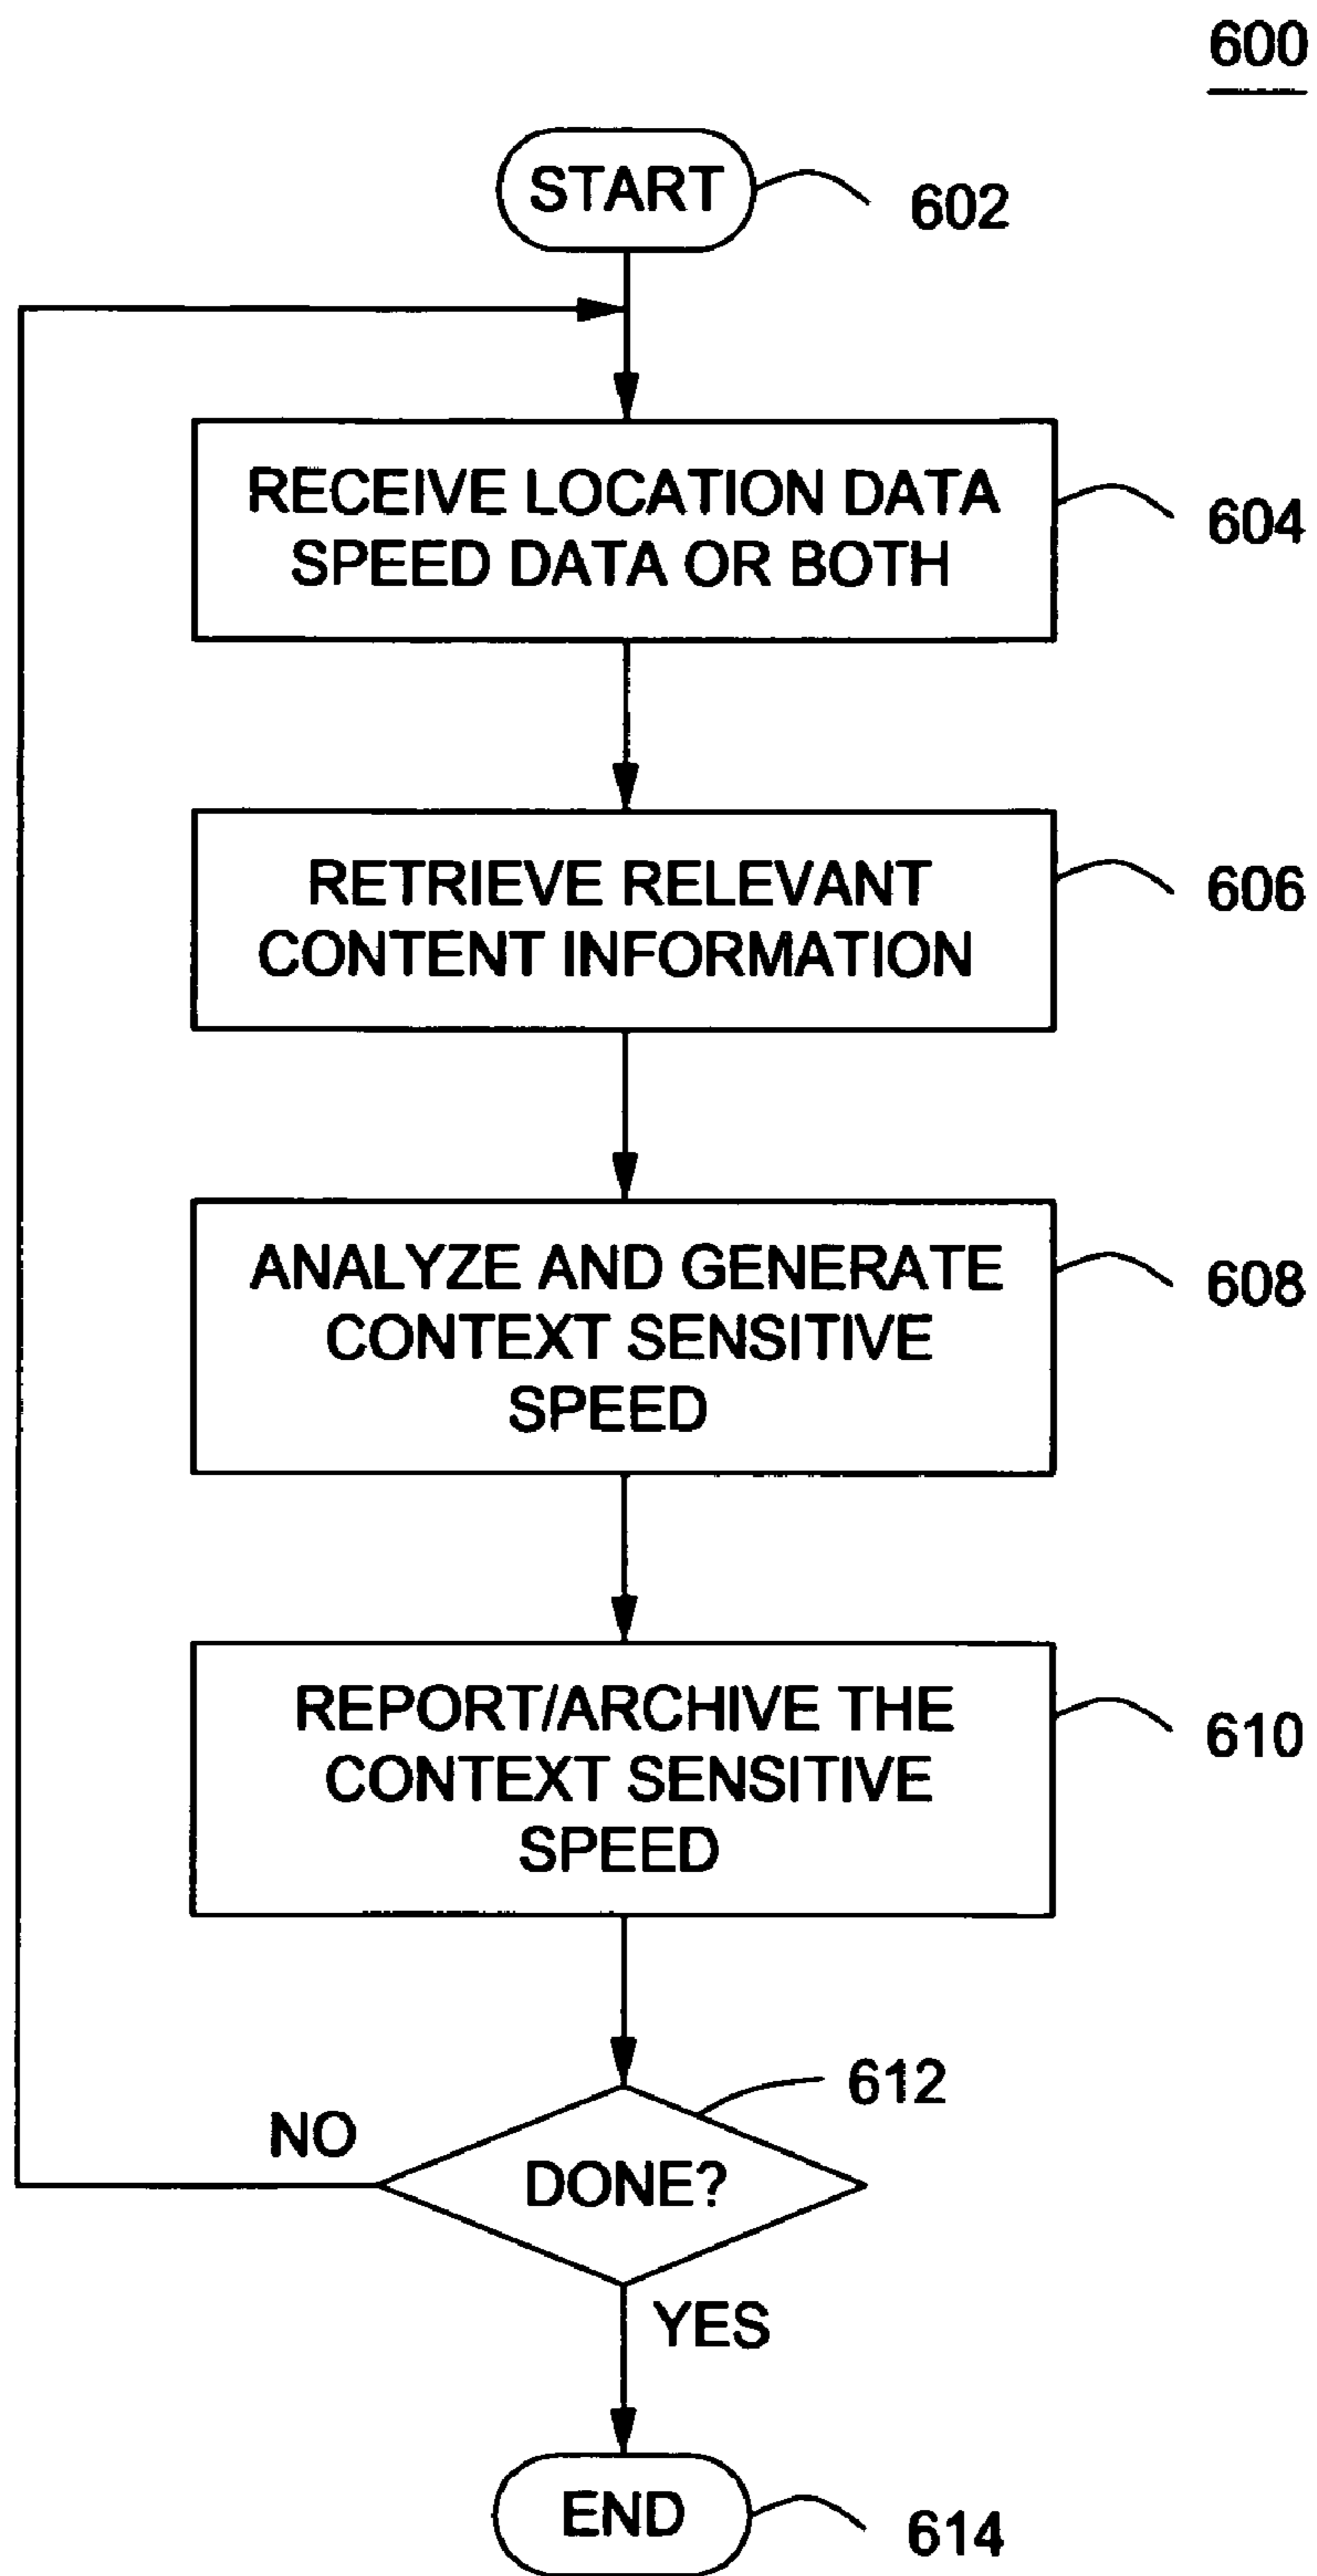 600
START
602
RECEIVE LOCATION DATA
SPEED DATA OR BOTH
604
RETRIEVE RELEVANT
CONTENT INFORMATION
606
ANALYZE AND GENERATE
CONTEXT SENSITIVE
SPEED
608
REPORT/ARCHIVE THE
CONTEXT SENSITIVE
SPEED
610
612
NO
DONE?
YES
END
614